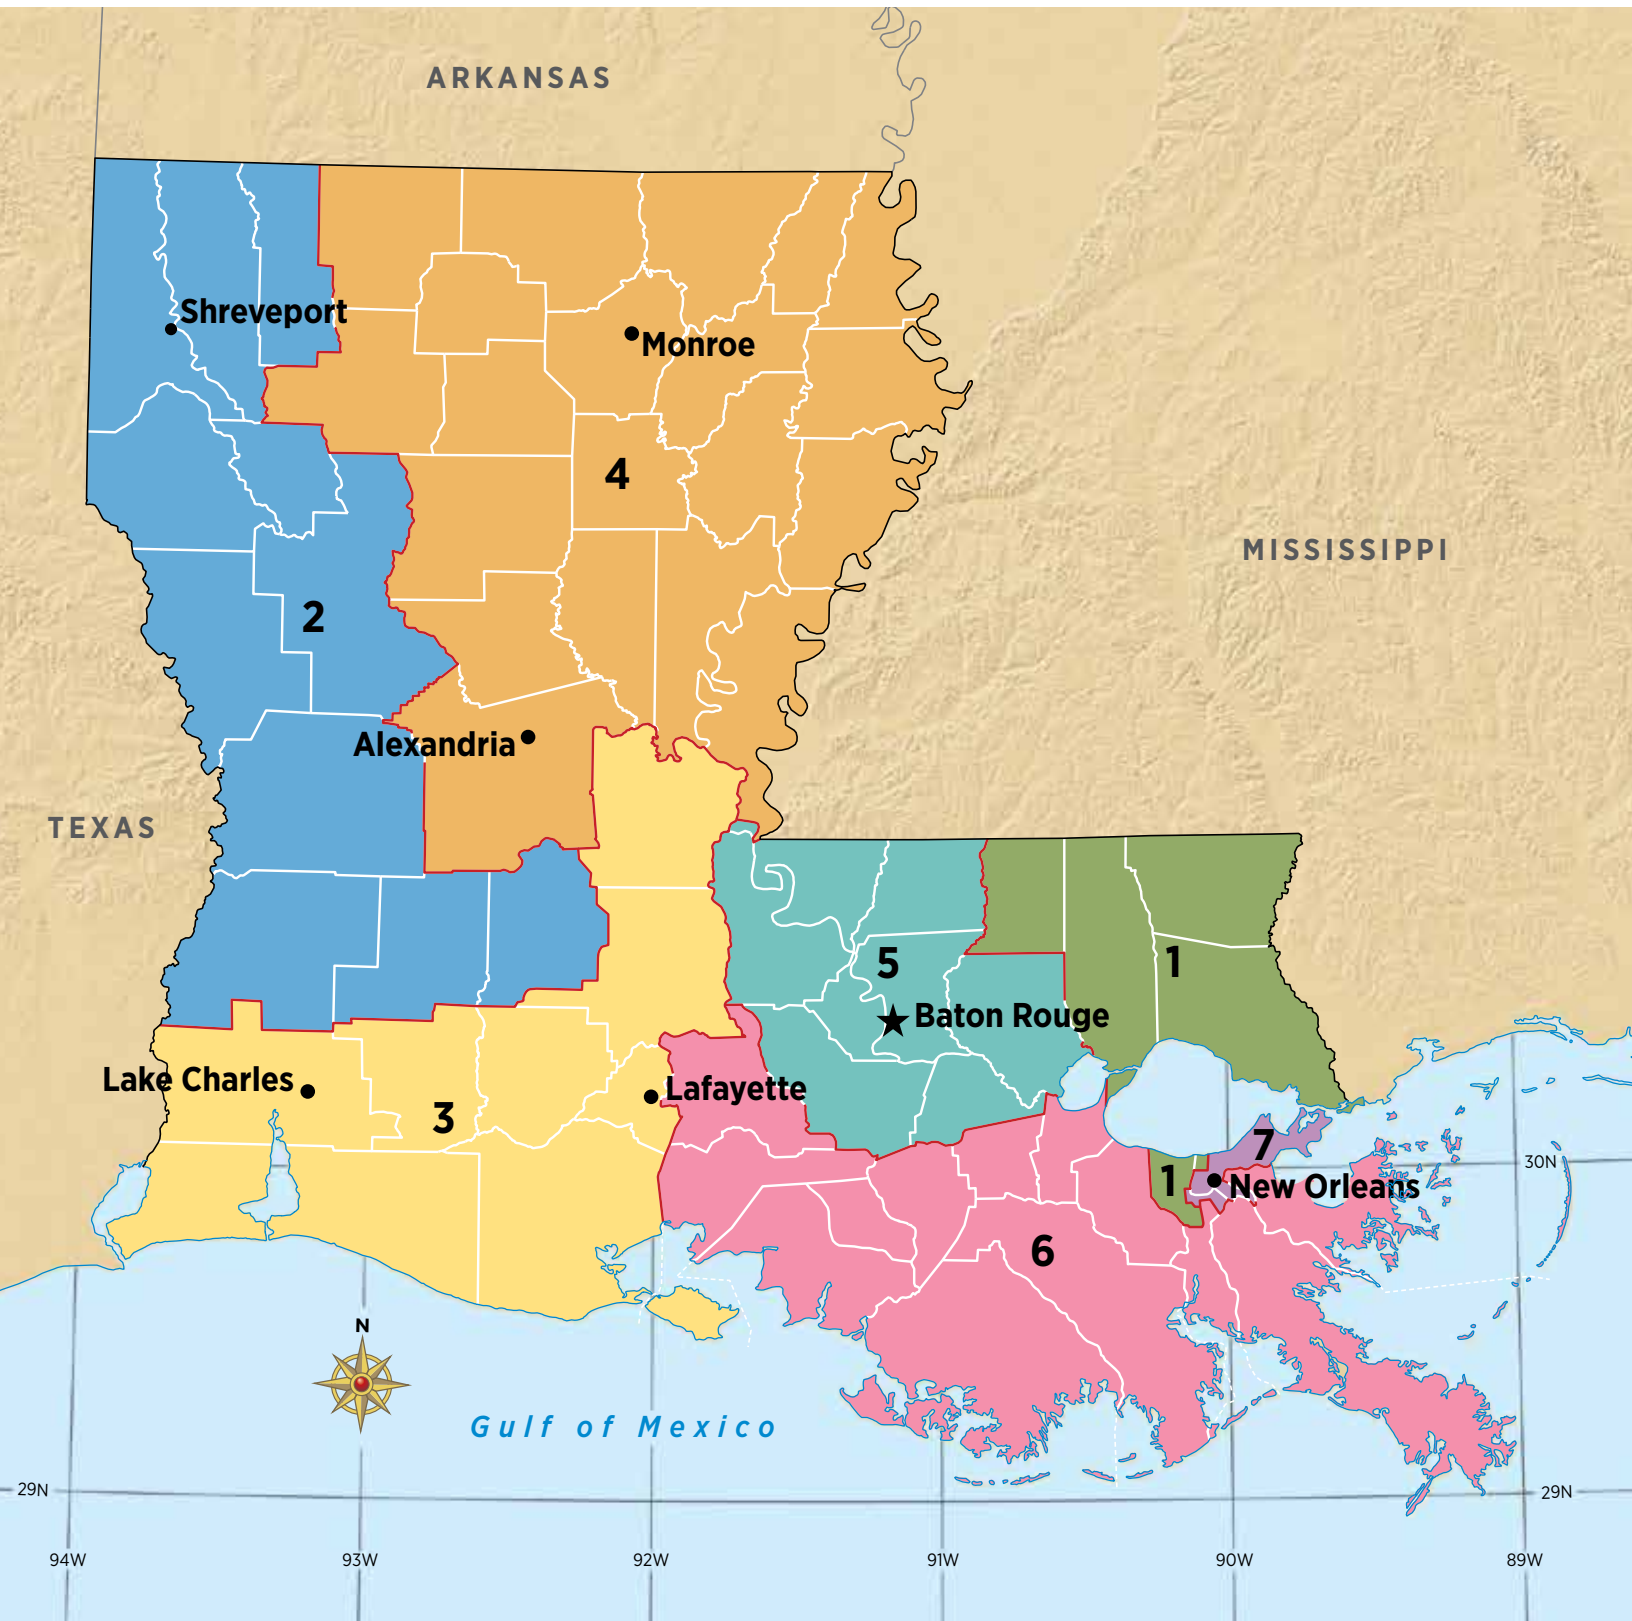 ARKANSAS
Shreveport
Monroe
4
MISSISSIPPI
2
Alexandria
TEXAS
5
1
Baton Rouge
Lake Charles
Lafayette
3
7
30N
1
New Orleans
6
N
Gulf of Mexico
29N
29N
94W
93W
92W
91W
90W
89W